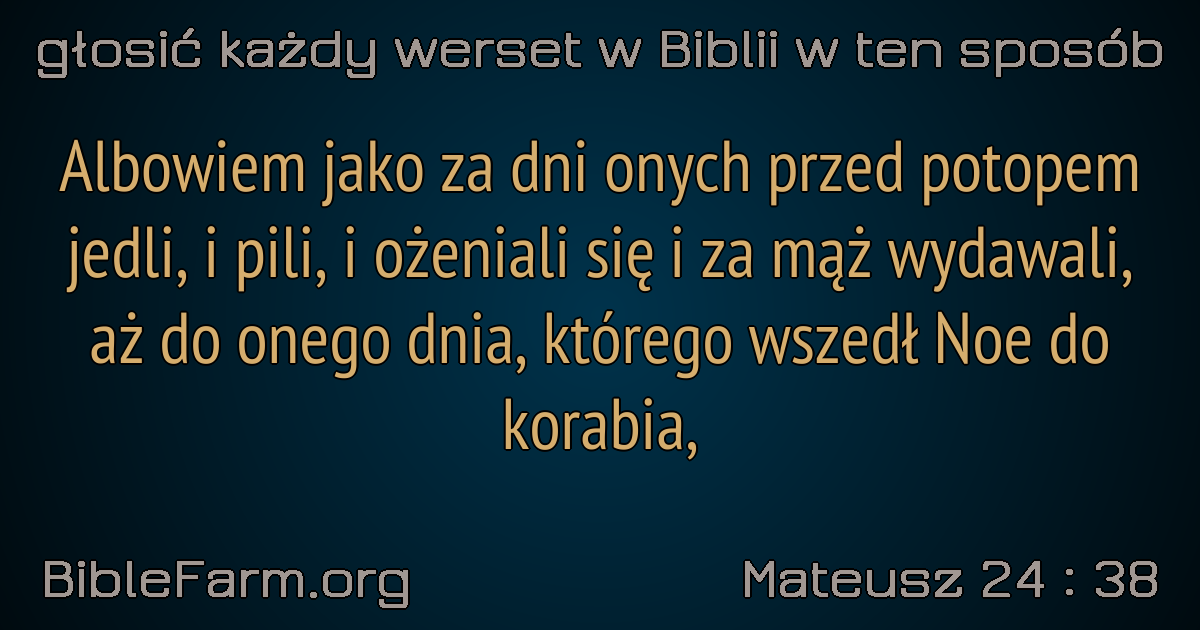 głosić każdy werset w Biblii w ten sposób
Albowiem jako za dni onych przed potopem
jedli, i pili, i ożeniali się i za mąż wydawali,
aż do onego dnia, którego wszedł Noe do
korabia,
BibleFarm.org
Mateusz 24 : 38